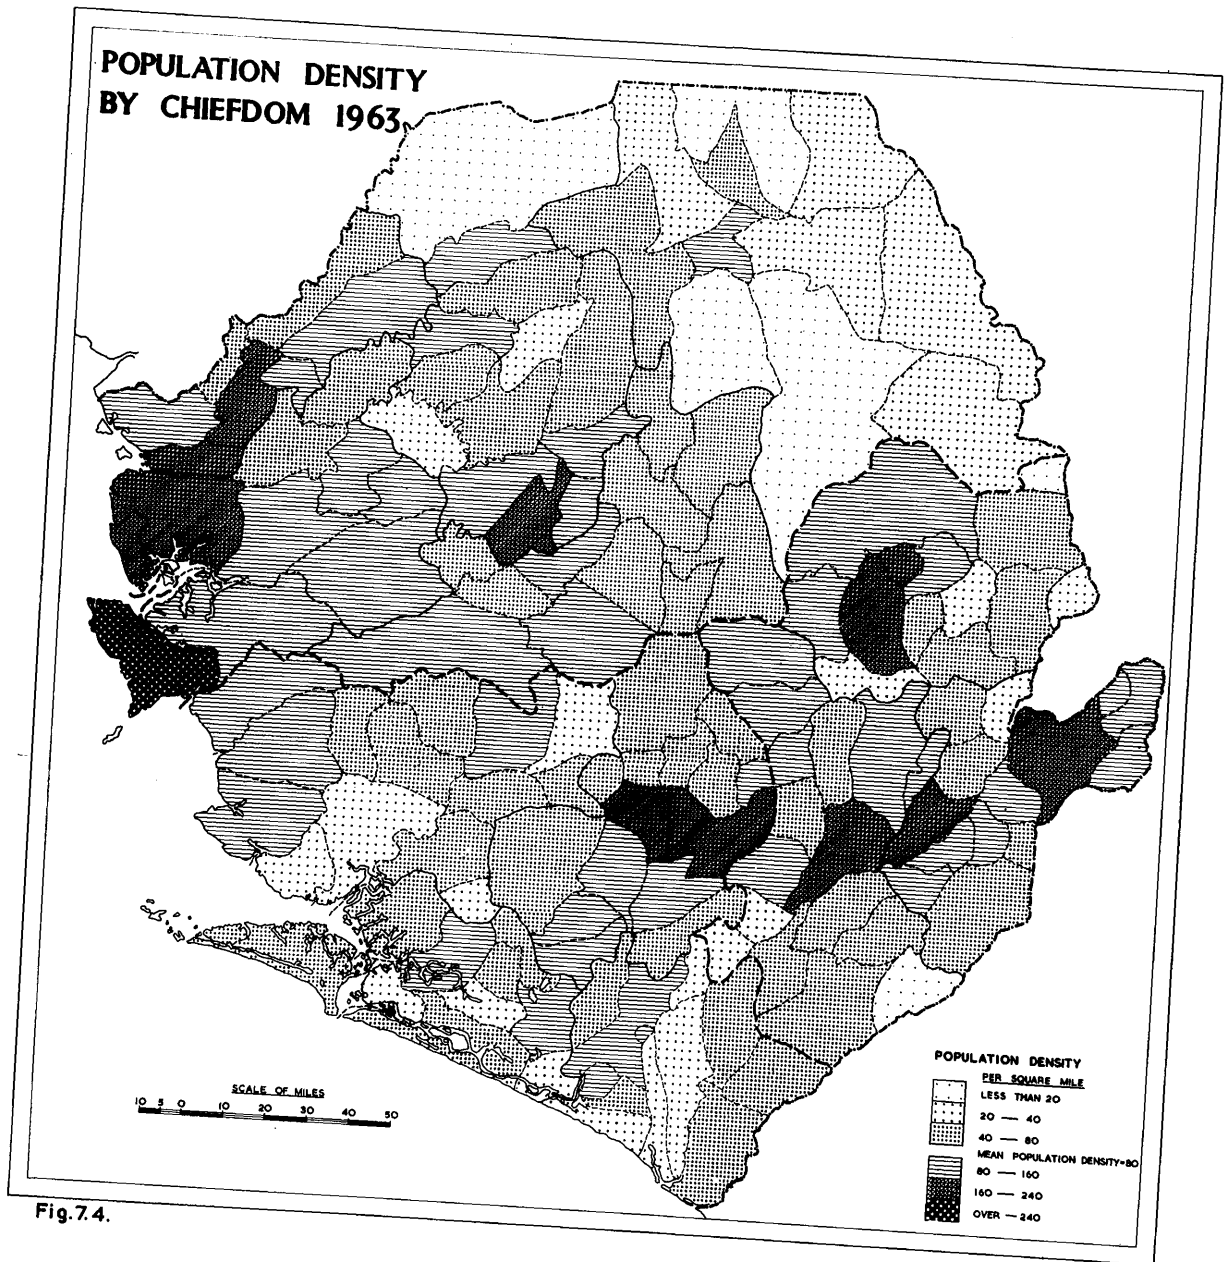 POPULATION DENSITY
BY CHIEFDOM 1963
SCALE OF MILES
10 5 0 10 20 30 40 50
POPULATION DENSITY
PER SQUARE MILE
LESS THAN 20
20 — 40
40 — 80
MEAN POPULATION DENSITY=80
80 — 160
160 — 240
OVER — 240
Fig.7.4.